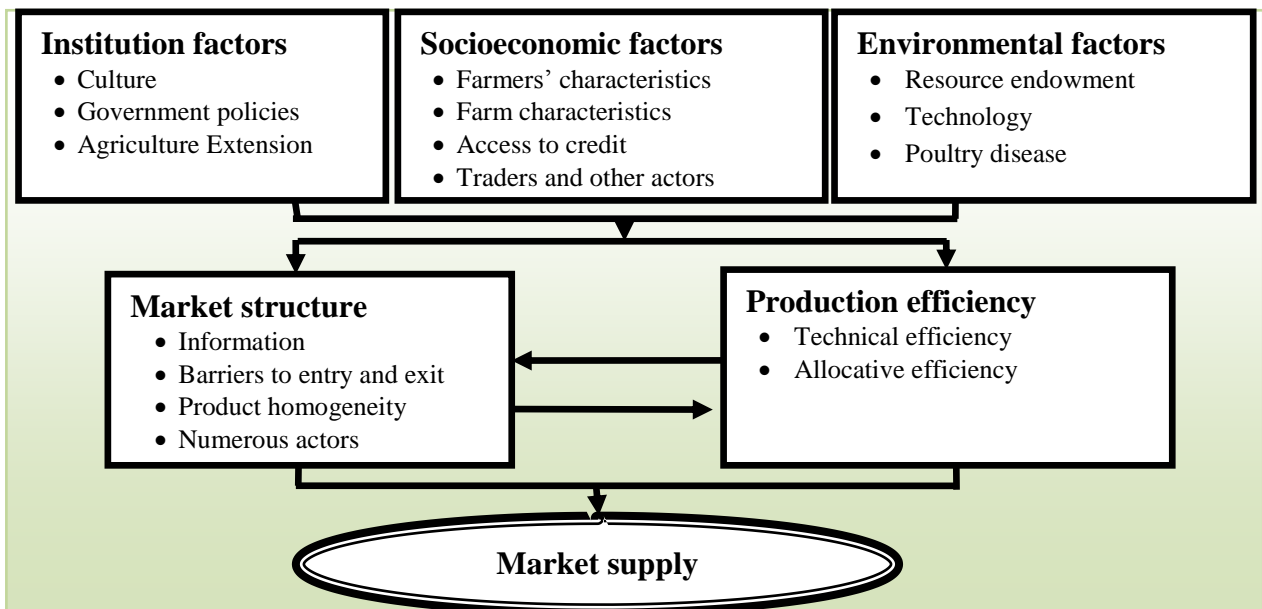 Institution factors
• Culture
• Government policies
• Agriculture Extension
Socioeconomic factors
• Farmers’ characteristics
• Farm characteristics
• Access to credit
• Traders and other actors
Environmental factors
• Resource endowment
• Technology
• Poultry disease
Market structure
• Information
• Barriers to entry and exit
• Product homogeneity
• Numerous actors
Production efficiency
• Technical efficiency
• Allocative efficiency
Market supply